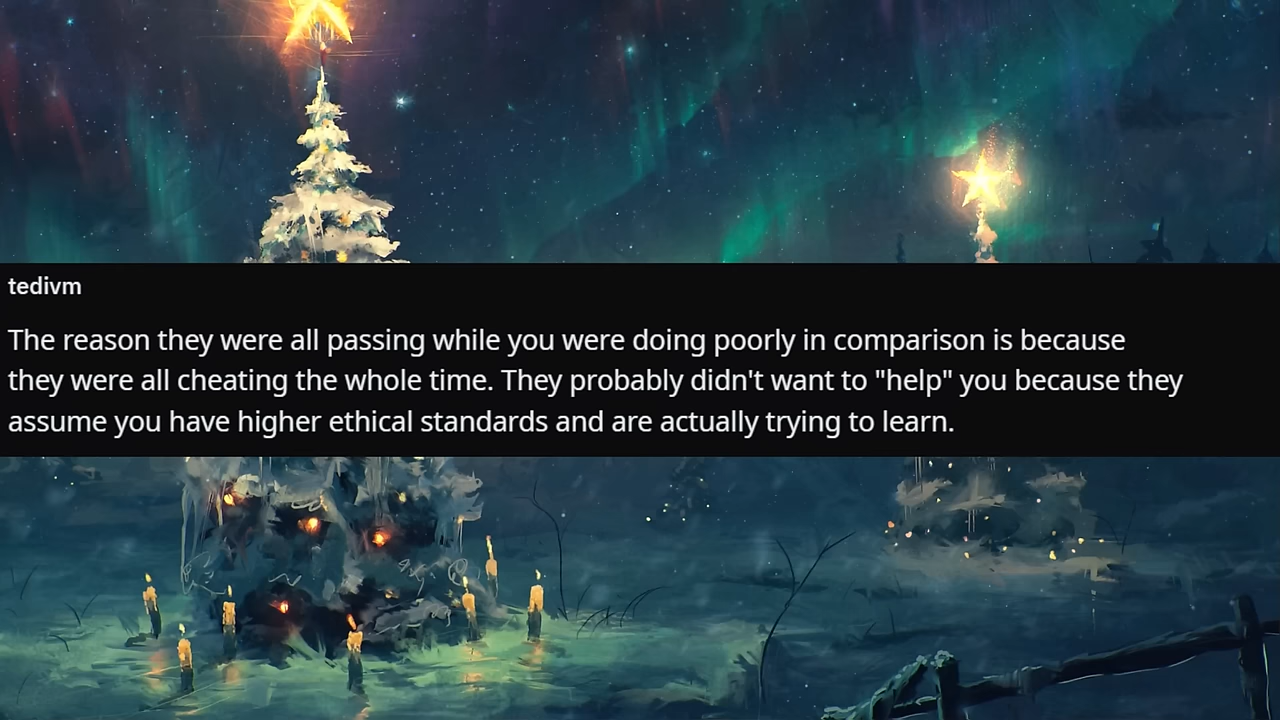 tedivm
The reason they were all passing while you were doing poorly in comparison is because
they were all cheating the whole time. They probably didn't want to "help" you because they
assume you have higher ethical standards and are actually trying to learn.